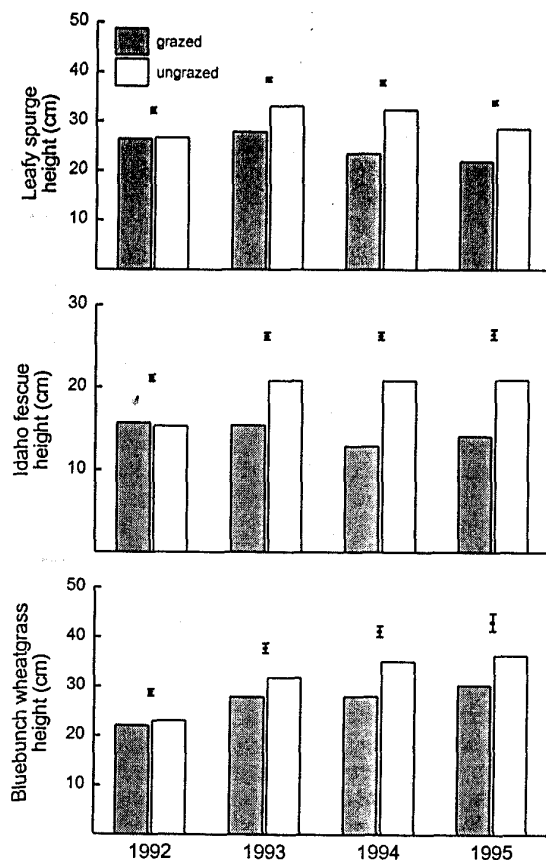 50
40
30
20
10
grazed
ungrazed
Leafy spurge
height (cm)
30
20
10
Idaho fescue
height (cm)
50
40
30
20
10
Bluebunch wheatgrass
height (cm)
1992
1993
1994
1995